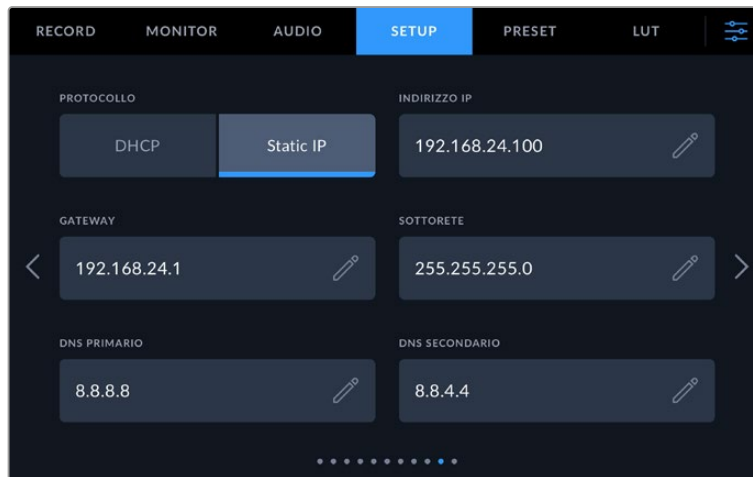 RECORD MONITOR AUDIO SETUP PRESET LUT
PROTOCOLLO
DHCP Static IP
INDIRIZZO IP
192.168.24.100
GATEWAY
192.168.24.1
SOTTORETE
255.255.255.0
DNS PRIMARIO
8.8.8.8
DNS SECONDARIO
8.8.4.4